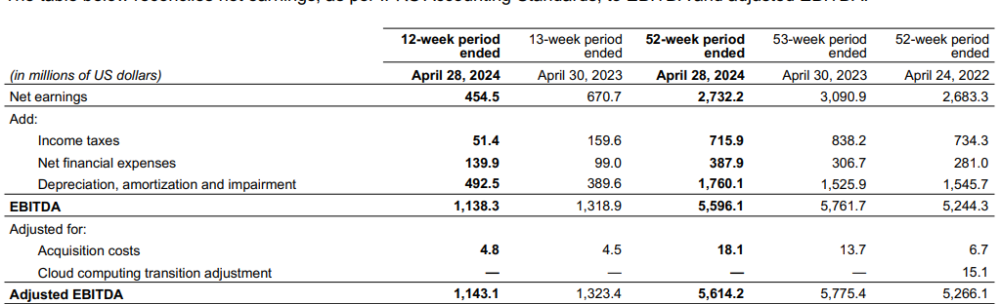 The table below reconciles net earnings, as per IFRS Accounting Standards, to EBITDA and adjusted EBITDA:
12-week period ended 13-week period ended 52-week period ended 53-week period ended 52-week period ended
(in millions of US dollars) April 28, 2024 April 30, 2023 April 28, 2024 April 30, 2023 April 24, 2022
Net earnings 454.5 670.7 2,732.2 3,090.9 2,683.3
Add:
Income taxes 51.4 159.6 715.9 838.2 734.3
Net financial expenses 139.9 99.0 387.9 306.7 281.0
Depreciation, amortization and impairment 492.5 389.6 1,760.1 1,525.9 1,545.7
EBITDA 1,138.3 1,318.9 5,596.1 5,761.7 5,244.3
Adjusted for:
Acquisition costs 4.8 4.5 18.1 13.7 6.7
Cloud computing transition adjustment — — — — 15.1
Adjusted EBITDA 1,143.1 1,323.4 5,614.2 5,775.4 5,266.1